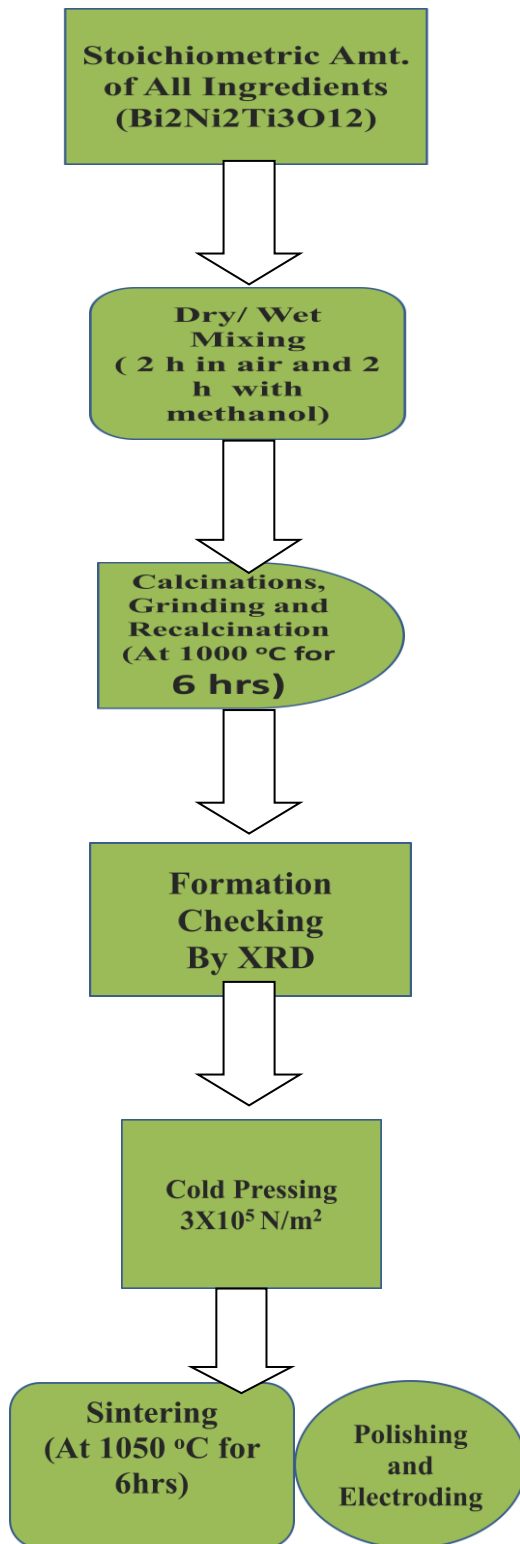 Stoichiometric Amt.
of All Ingredients
(Bi2Ni2Ti3O12)
Dry/ Wet
Mixing
( 2 h in air and 2
h with
methanol)
Calcinations,
Grinding and
Recalcination
(At 1000 ᵒC for
6 hrs)
Formation
Checking
By XRD
Cold Pressing
3X10⁵ N/m²
Sintering
(At 1050 ᵒC for
6hrs)
Polishing
and
Electroding